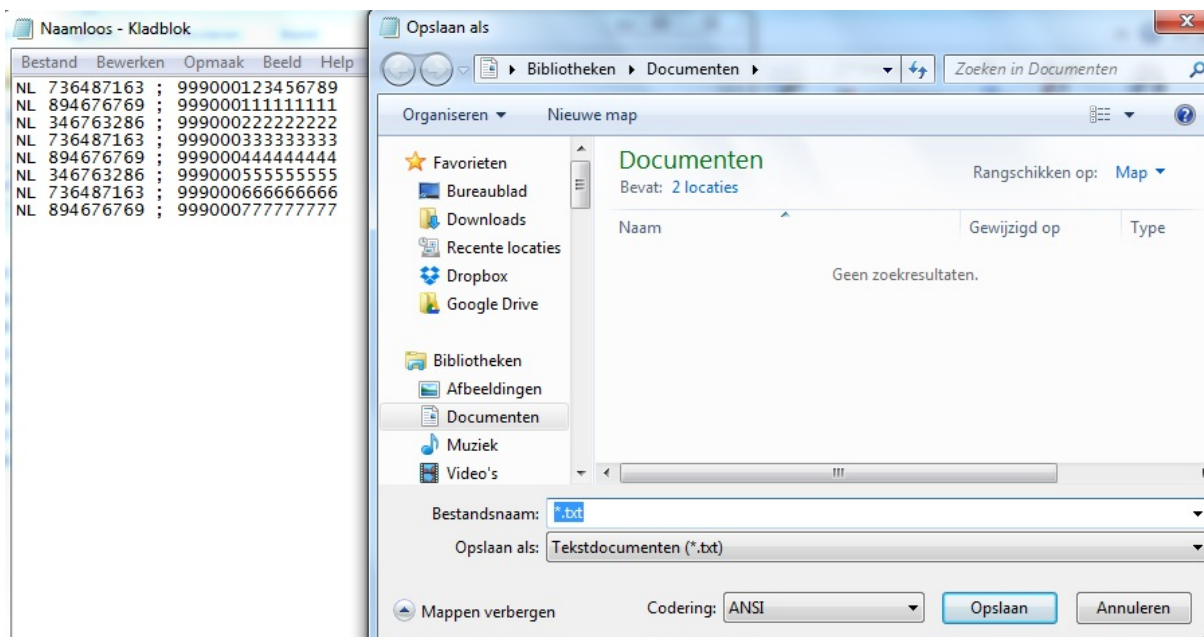 Naamloos - Kladblok
Bestand Bewerken Opmaak Beeld Help
NL 736487163 ; 999000123456789
NL 894676769 ; 999000111111111
NL 346763286 ; 999000222222222
NL 736487163 ; 999000333333333
NL 894676769 ; 999000444444444
NL 346763286 ; 999000555555555
NL 736487163 ; 999000666666666
NL 894676769 ; 999000777777777
Opslaan als
Bibliotheken Documenten
Zoeken in Documenten
Organiseren Nieuwe map
Favorieten
Bureaublad
Downloads
Recente locaties
Dropbox
Google Drive
Bibliotheken
Afbeeldingen
Documenten
Muziek
Video's
Documenten
Bevat: 2 locaties
Rangschikken op: Map
Naam Gewijzigd op Type
Geen zoekresultaten.
Bestandsnaam: *.txt
Opslaan als: Tekstdocumenten (*.txt)
Mappen verbergen
Codering: ANSI
Opslaan
Annuleren